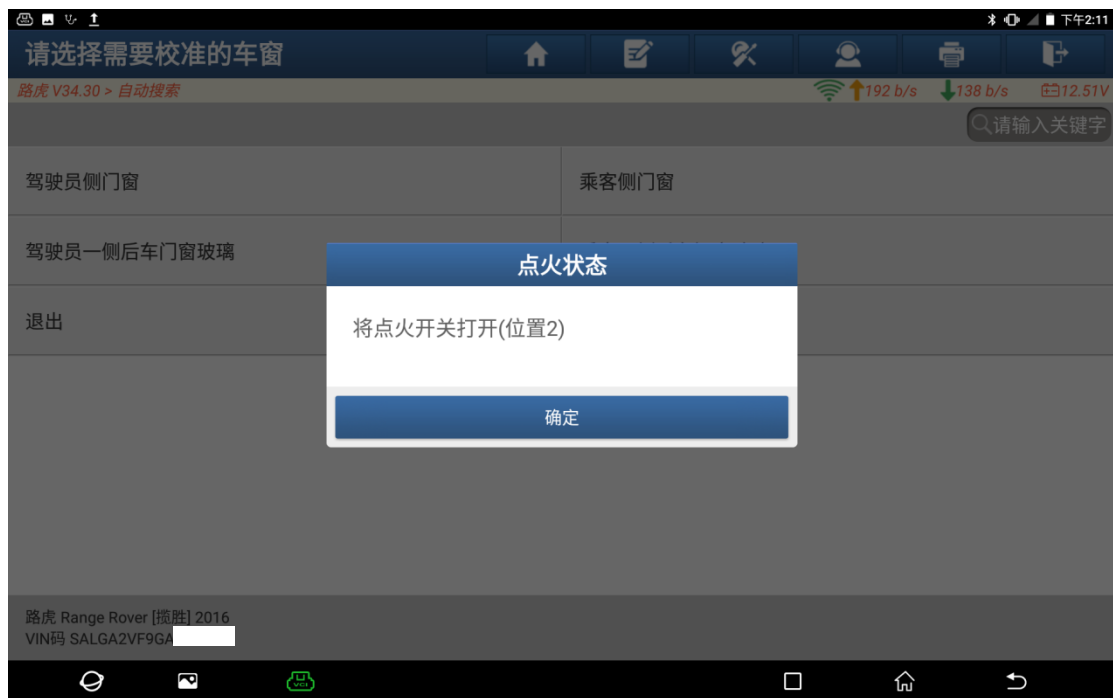 下午2:11
请选择需要校准的车窗
路虎 V34.30 > 自动搜索
192 b/s 138 b/s 12.51V
请输入关键字
驾驶员侧门窗 乘客侧门窗
驾驶员一侧后车门窗玻璃
点火状态
退出
将点火开关打开(位置2)
确定
路虎 Range Rover [揽胜] 2016
VIN码 SALGA2VF9GA
VCI